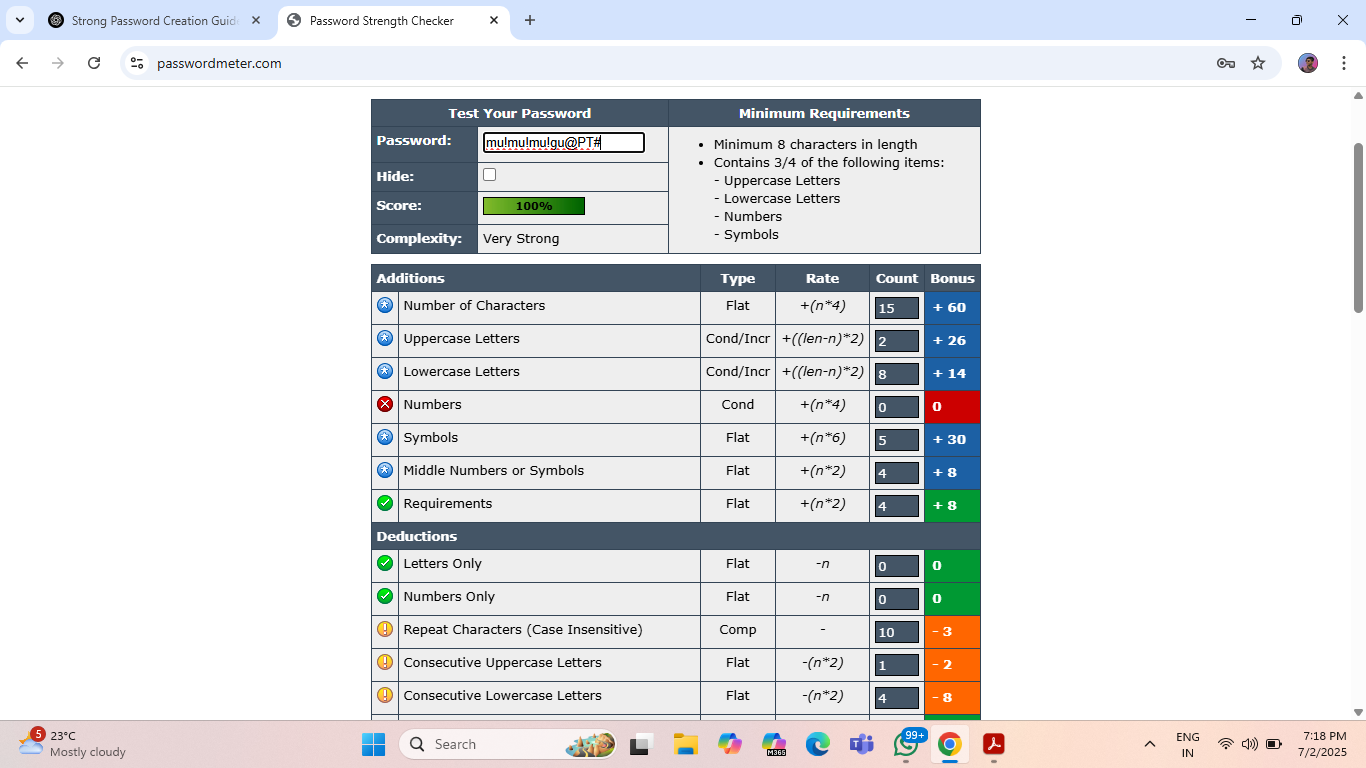 Strong Password Creation Guid
Password Strength Checker
passwordmeter.com
Test Your Password
Minimum Requirements
Password:
mu!mu!mu!gu@PT#
• Minimum 8 characters in length
• Contains 3/4 of the following items:
- Uppercase Letters
- Lowercase Letters
- Numbers
- Symbols
Hide:
Score:
100%
Complexity:
Very Strong
Additions Type Rate Count Bonus
Number of Characters Flat +(n*4) 15 + 60
Uppercase Letters Cond/Incr +((len-n)*2) 2 + 26
Lowercase Letters Cond/Incr +((len-n)*2) 8 + 14
Numbers Cond +(n*4) 0 0
Symbols Flat +(n*6) 5 + 30
Middle Numbers or Symbols Flat +(n*2) 4 + 8
Requirements Flat +(n*2) 4 + 8
Deductions
Letters Only Flat -n 0 0
Numbers Only Flat -n 0 0
Repeat Characters (Case Insensitive) Comp - 10 - 3
Consecutive Uppercase Letters Flat -(n*2) 1 - 2
Consecutive Lowercase Letters Flat -(n*2) 4 - 8
5
23°C
Mostly cloudy
Search
M365
99+
ENG
IN
7:18 PM
7/2/2025